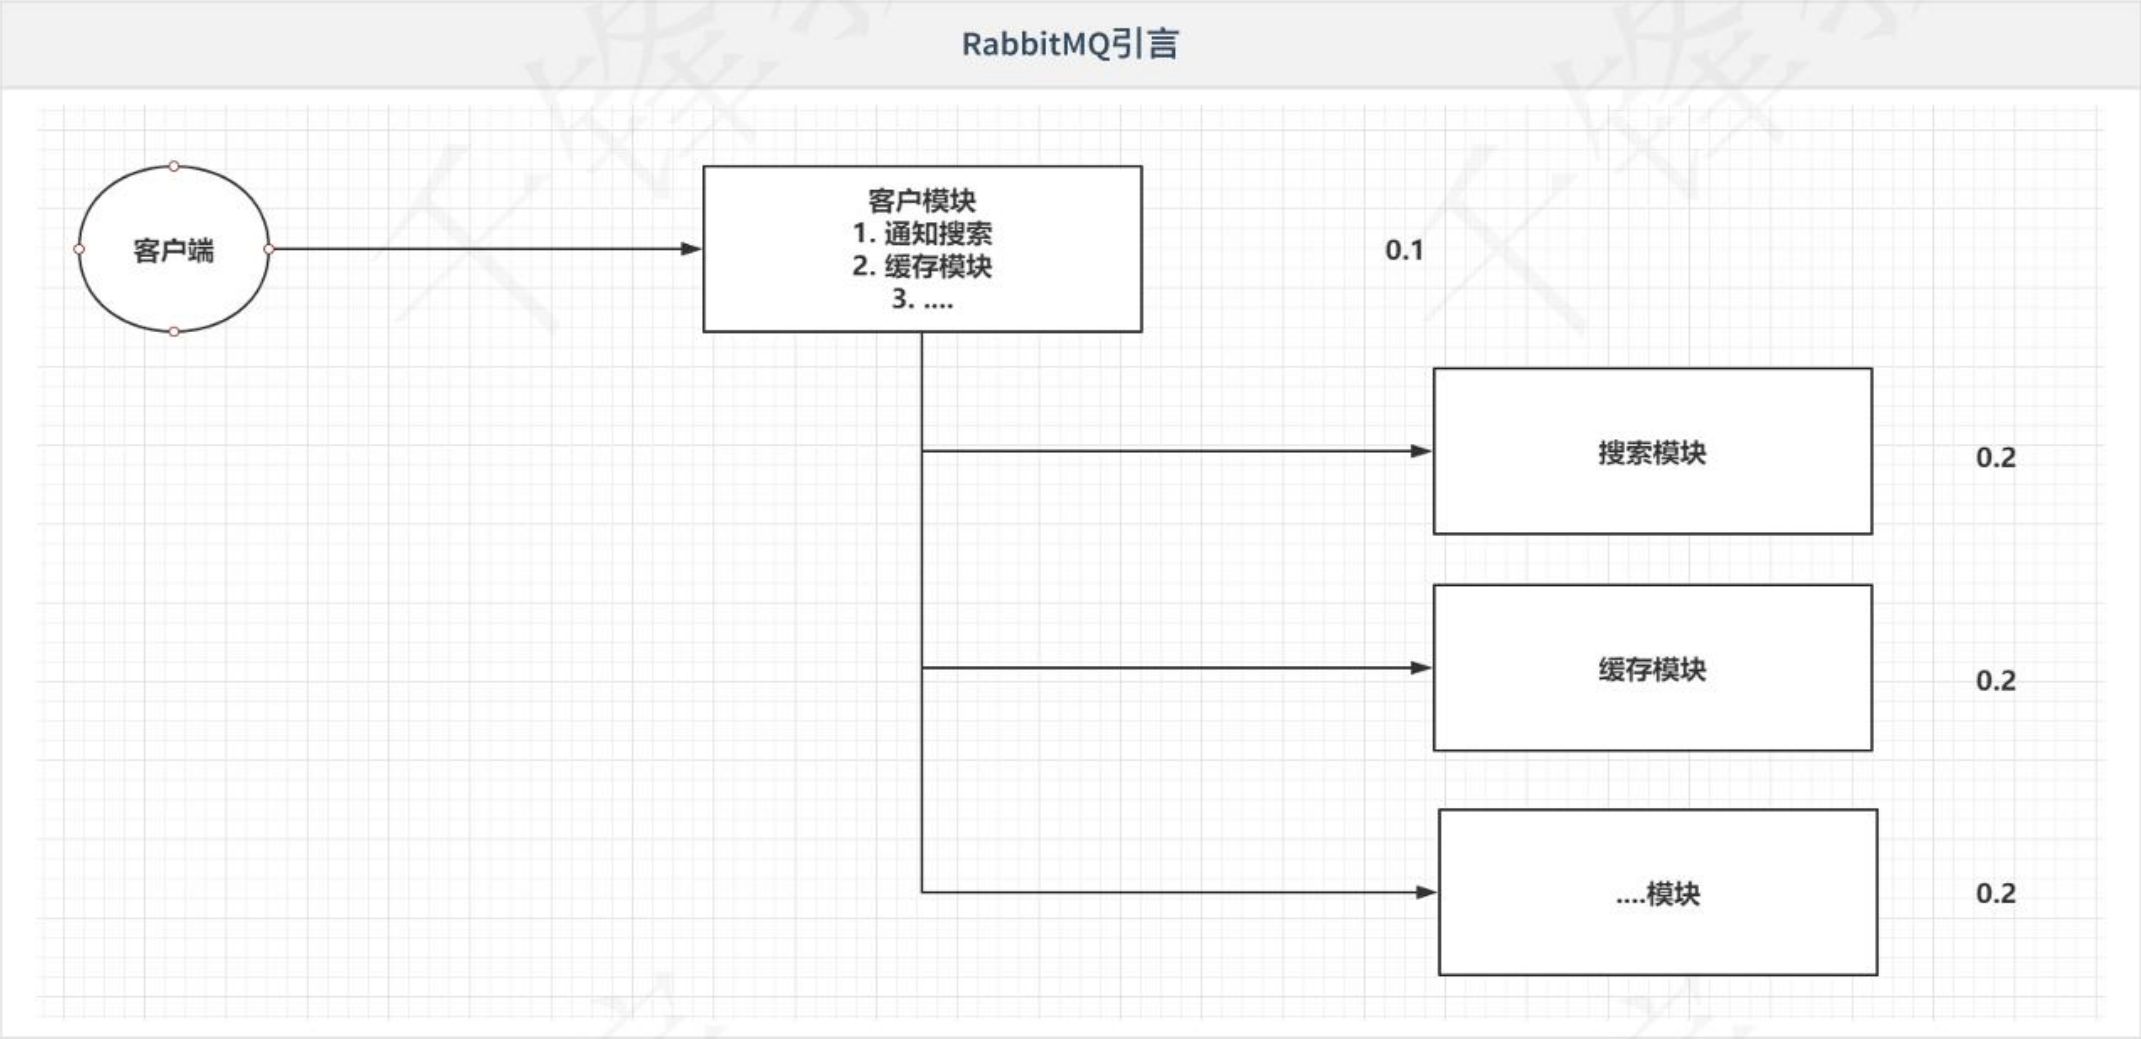 RabbitMQ引言
客户端
客户模块
1. 通知搜索
2. 缓存模块
3. ....
0.1
搜索模块
0.2
缓存模块
0.2
....模块
0.2